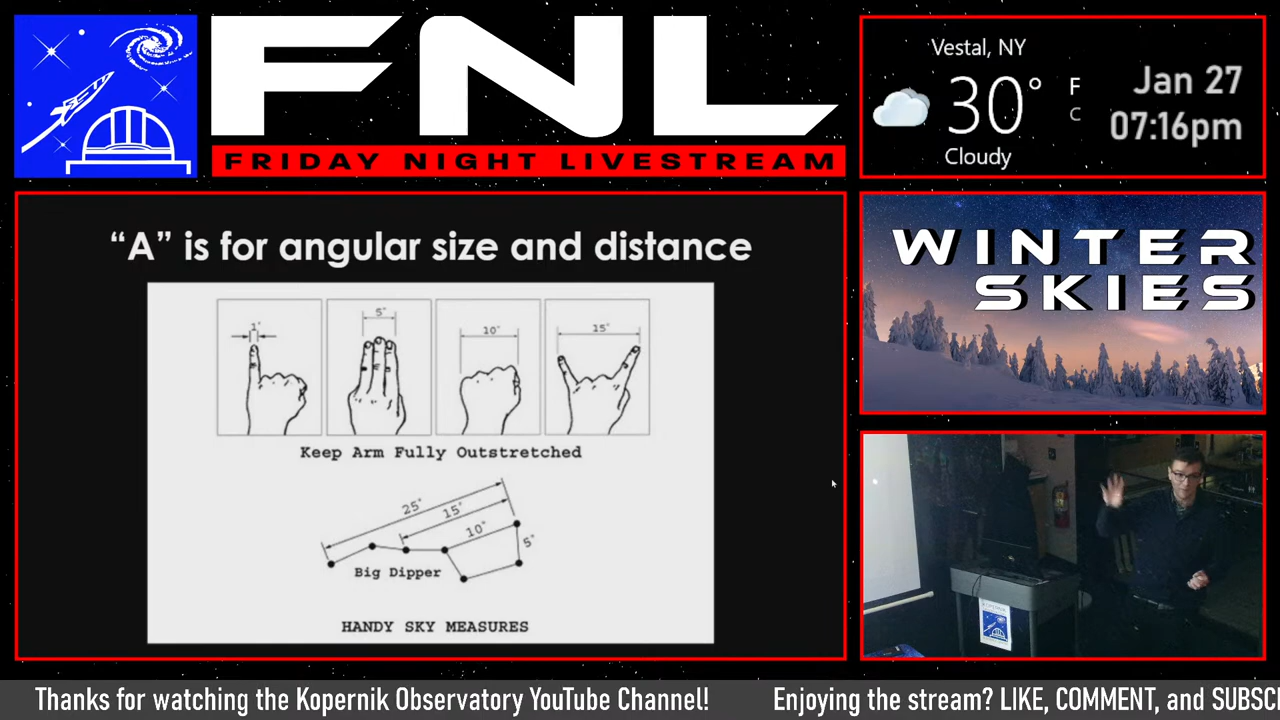 FNL
FRIDAY NIGHT LIVESTREAM
Vestal, NY
30° F
C
Cloudy
Jan 27
07:16pm
WINTER
SKIES
“A” is for angular size and distance
1° 5° 10° 15°
Keep Arm Fully Outstretched
25°
15°
10°
5°
Big Dipper
HANDY SKY MEASURES
Thanks for watching the Kopernik Observatory YouTube Channel! Enjoying the stream? LIKE, COMMENT, and SUBSC